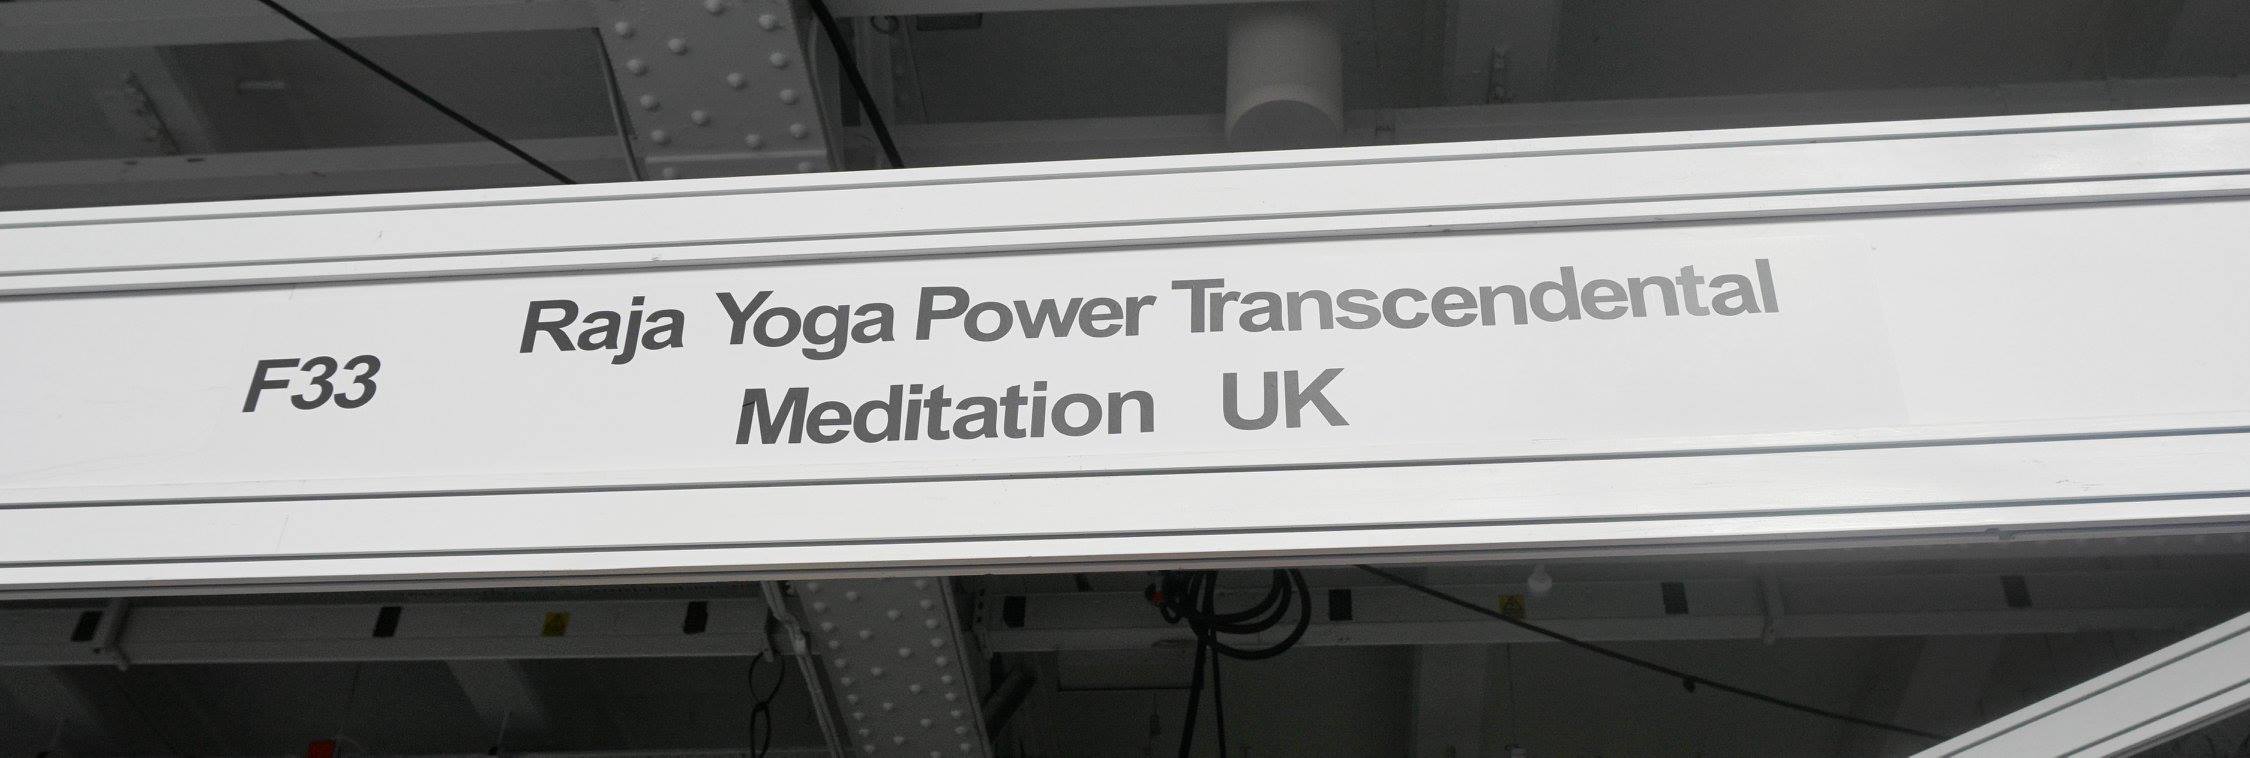 F33
Raja Yoga Power Transcendental
Meditation UK